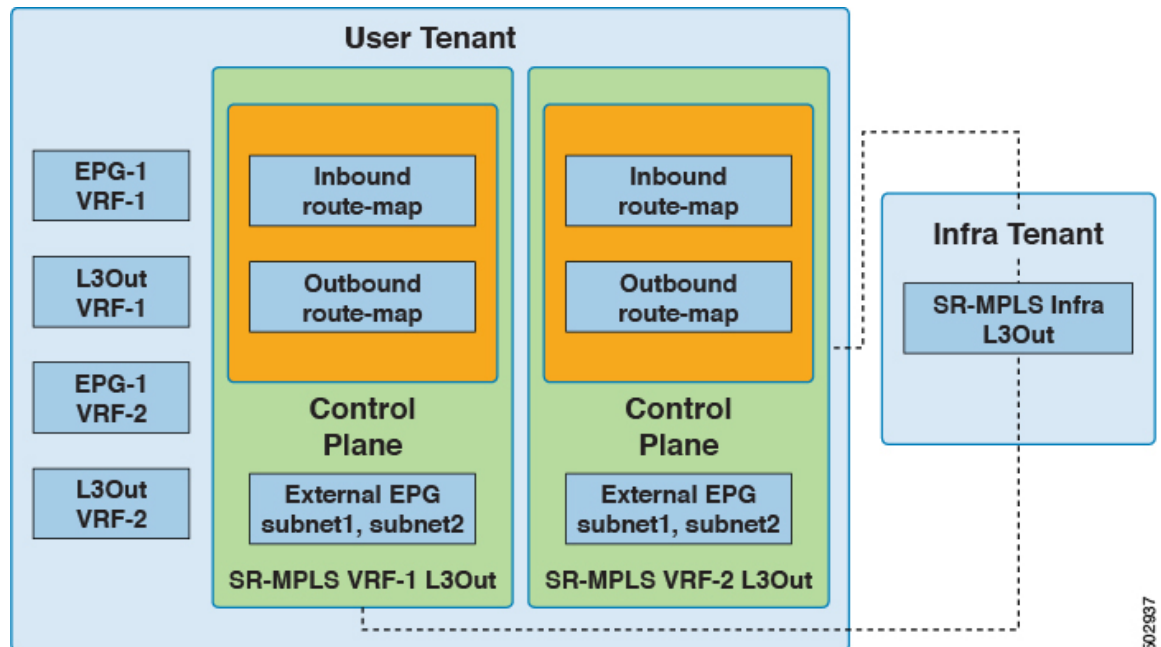 User Tenant
EPG-1
VRF-1
L3Out
VRF-1
EPG-1
VRF-2
L3Out
VRF-2
Inbound
route-map
Outbound
route-map
Control
Plane
External EPG
subnet1, subnet2
SR-MPLS VRF-1 L3Out
Inbound
route-map
Outbound
route-map
Control
Plane
External EPG
subnet1, subnet2
SR-MPLS VRF-2 L3Out
Infra Tenant
SR-MPLS Infra
L3Out
502937